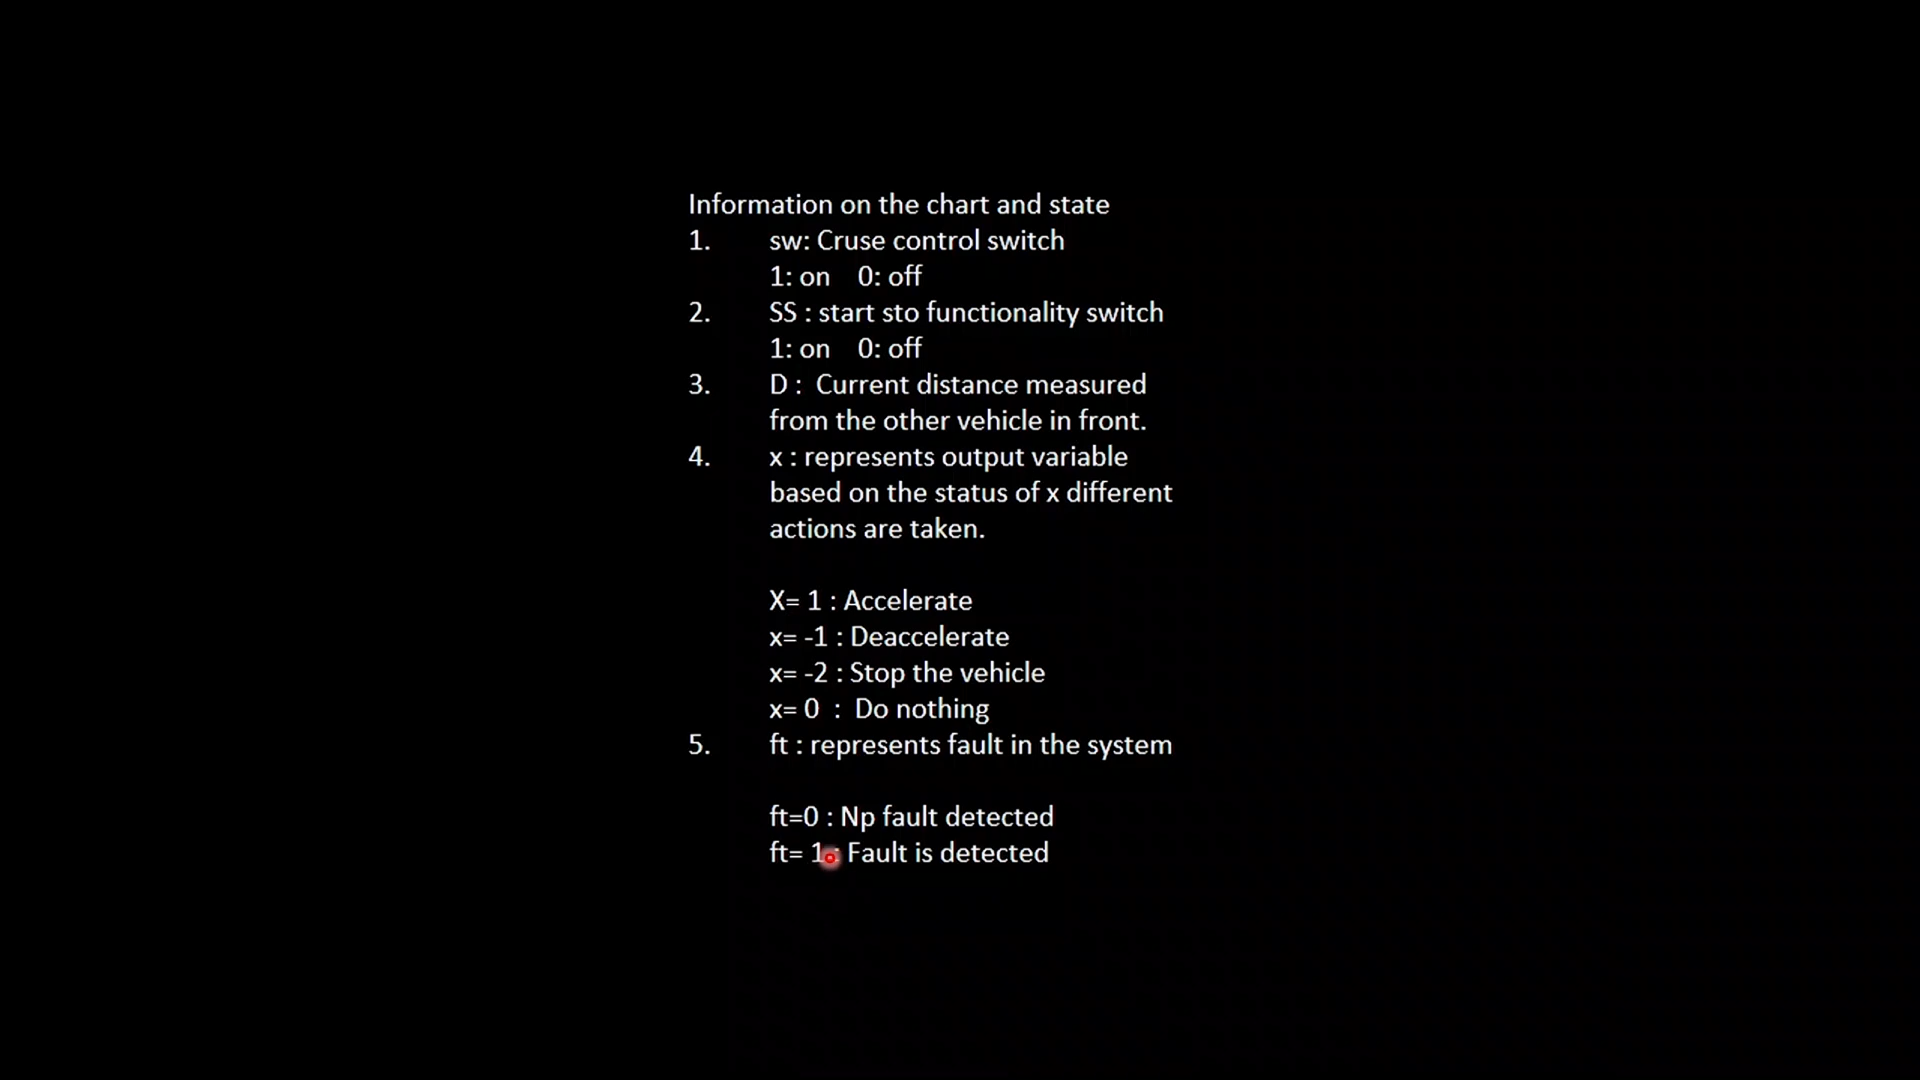 Information on the chart and state
1. sw: Cruse control switch
1: on 0: off
2. SS : start sto functionality switch
1: on 0: off
3. D : Current distance measured
from the other vehicle in front.
4. x : represents output variable
based on the status of x different
actions are taken.
X= 1 : Accelerate
x= -1 : Deaccelerate
x= -2 : Stop the vehicle
x= 0 : Do nothing
5. ft : represents fault in the system
ft=0 : Np fault detected
ft= 1 : Fault is detected